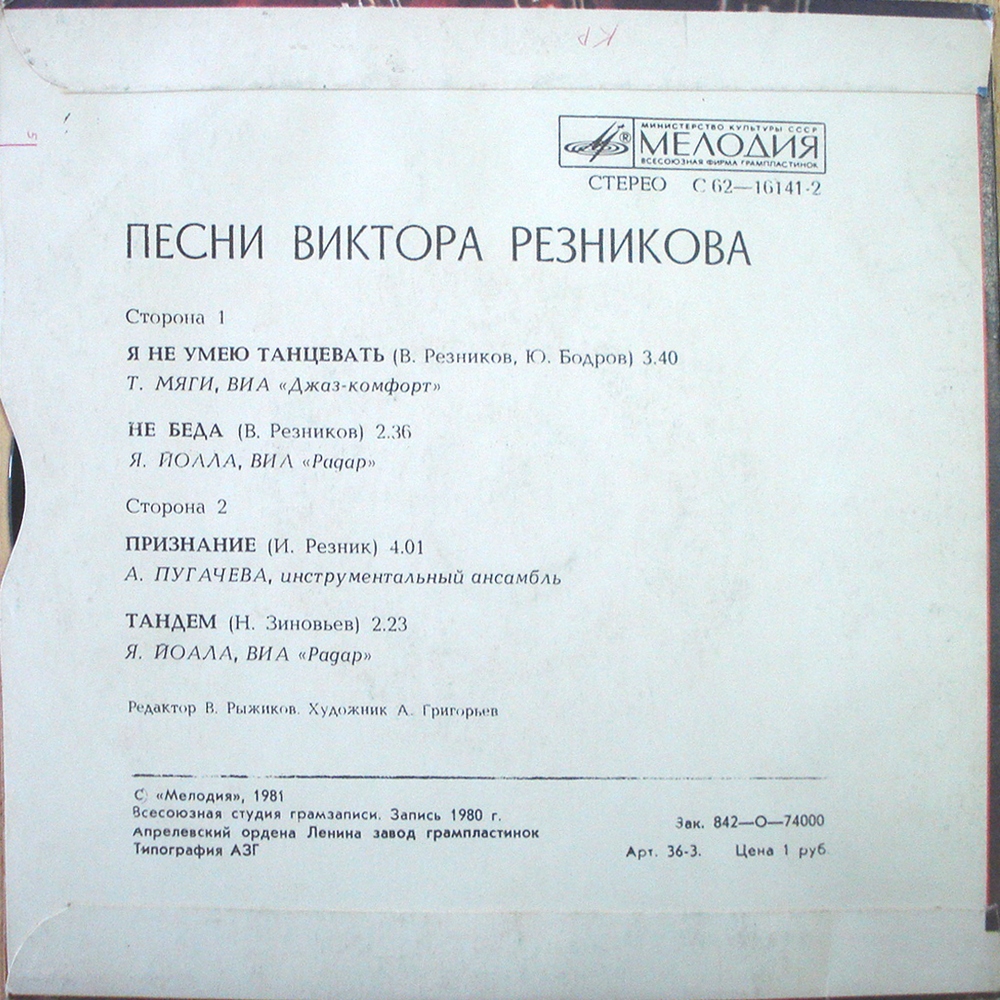 КР
5
МИНИСТЕРСТВО КУЛЬТУРЫ СССР
® МЕЛОДИЯ
ВСЕСОЮЗНАЯ ФИРМА ГРАМПЛАСТИНОК
СТЕРЕО С 62—16141-2
ПЕСНИ ВИКТОРА РЕЗНИКОВА
Сторона 1
Я НЕ УМЕЮ ТАНЦЕВАТЬ (В. Резников, Ю. Бодров) 3.40
Т. МЯГИ, ВИА «Джаз-комфорт»
НЕ БЕДА (В. Резников) 2.36
Я. ЙОАЛА, ВИА «Радар»
Сторона 2
ПРИЗНАНИЕ (И. Резник) 4.01
А. ПУГАЧЕВА, инструментальный ансамбль
ТАНДЕМ (Н. Зиновьев) 2.23
Я. ЙОАЛА, ВИА «Радар»
Редактор В. Рыжиков. Художник А. Григорьев
© «Мелодия», 1981
Всесоюзная студия грамзаписи. Запись 1980 г.
Апрелевский ордена Ленина завод грампластинок
Типография АЗГ
Зак. 842—О—74000
Арт. 36-3. Цена 1 руб.